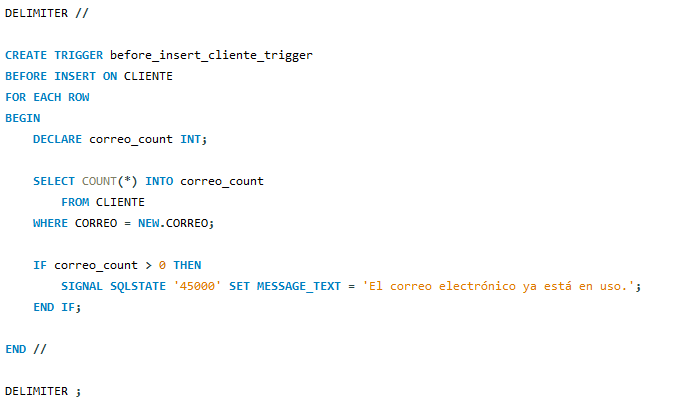 DELIMITER //
CREATE TRIGGER before_insert_cliente_trigger
BEFORE INSERT ON CLIENTE
FOR EACH ROW
BEGIN
    DECLARE correo_count INT;
    SELECT COUNT(*) INTO correo_count
        FROM CLIENTE
    WHERE CORREO = NEW.CORREO;
    IF correo_count > 0 THEN
        SIGNAL SQLSTATE '45000' SET MESSAGE_TEXT = 'El correo electrónico ya está en uso.';
    END IF;
END //
DELIMITER ;